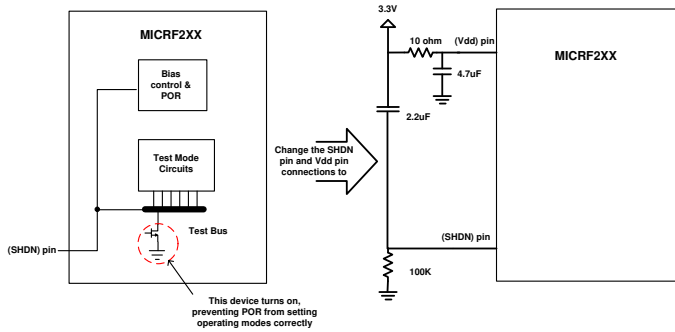 MICRF2XX
Bias
control &
POR
Test Mode
Circuits
Test Bus
(SHDN) pin
This device turns on,
preventing POR from setting
operating modes correctly
Change the SHDN
pin and Vdd pin
connections to
3.3V
10 ohm
(Vdd) pin
4.7uF
2.2uF
(SHDN) pin
100K
MICRF2XX